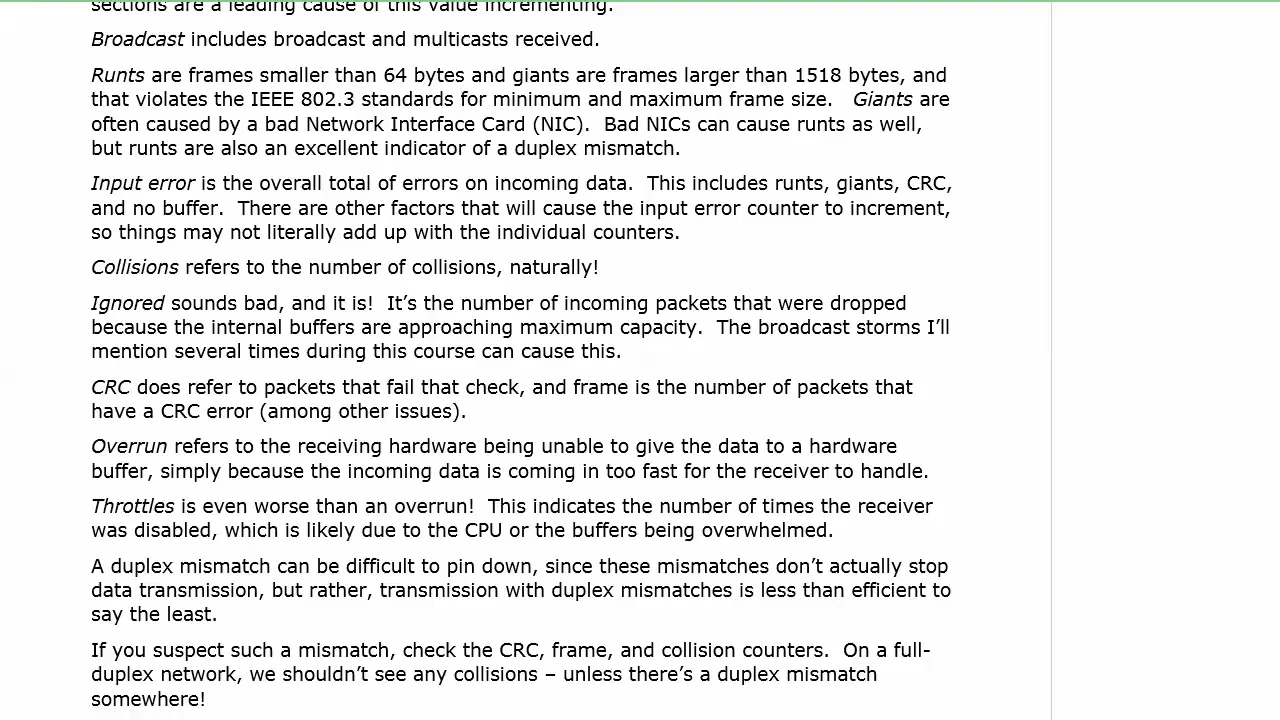 sections are a leading cause of this value incrementing.
Broadcast includes broadcast and multicasts received.
Runts are frames smaller than 64 bytes and giants are frames larger than 1518 bytes, and
that violates the IEEE 802.3 standards for minimum and maximum frame size.   Giants are
often caused by a bad Network Interface Card (NIC).  Bad NICs can cause runts as well,
but runts are also an excellent indicator of a duplex mismatch.
Input error is the overall total of errors on incoming data.  This includes runts, giants, CRC,
and no buffer.  There are other factors that will cause the input error counter to increment,
so things may not literally add up with the individual counters.
Collisions refers to the number of collisions, naturally!
Ignored sounds bad, and it is!  It’s the number of incoming packets that were dropped
because the internal buffers are approaching maximum capacity.  The broadcast storms I’ll
mention several times during this course can cause this.
CRC does refer to packets that fail that check, and frame is the number of packets that
have a CRC error (among other issues).
Overrun refers to the receiving hardware being unable to give the data to a hardware
buffer, simply because the incoming data is coming in too fast for the receiver to handle.
Throttles is even worse than an overrun!  This indicates the number of times the receiver
was disabled, which is likely due to the CPU or the buffers being overwhelmed.
A duplex mismatch can be difficult to pin down, since these mismatches don’t actually stop
data transmission, but rather, transmission with duplex mismatches is less than efficient to
say the least.
If you suspect such a mismatch, check the CRC, frame, and collision counters.  On a full-
duplex network, we shouldn’t see any collisions – unless there’s a duplex mismatch
somewhere!